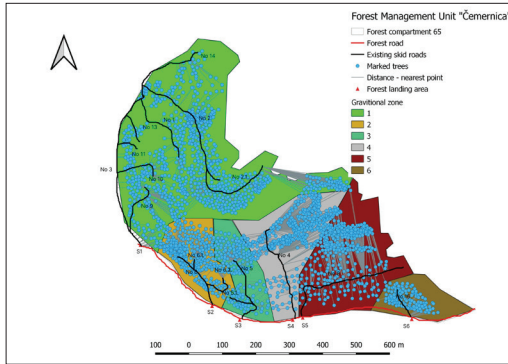 Forest Management Unit "Čemernica"
Forest compartment 65
Forest road
Existing skid roads
Marked trees
Distance - nearest point
Forest landing area
Gravitional zone
1
2
3
4
5
6
No 14
No 2
No 1
No 13
No 11
No 3
No 10
No 2.1
No 9
No 4
No 5
S1
S2
S3
S4
S5
S6
100 0 100 200 300 400 600 m